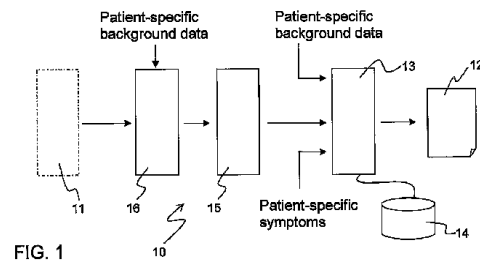 Patient-specific
background data
Patient-specific
background data
13
12
11
16
15
10
Patient-specific
symptoms
14
FIG. 1